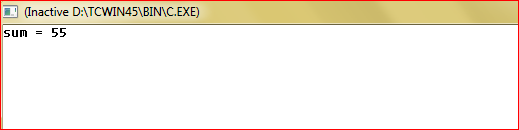 (Inactive D:\TCWIN45\BIN\C.EXE)
sum = 55